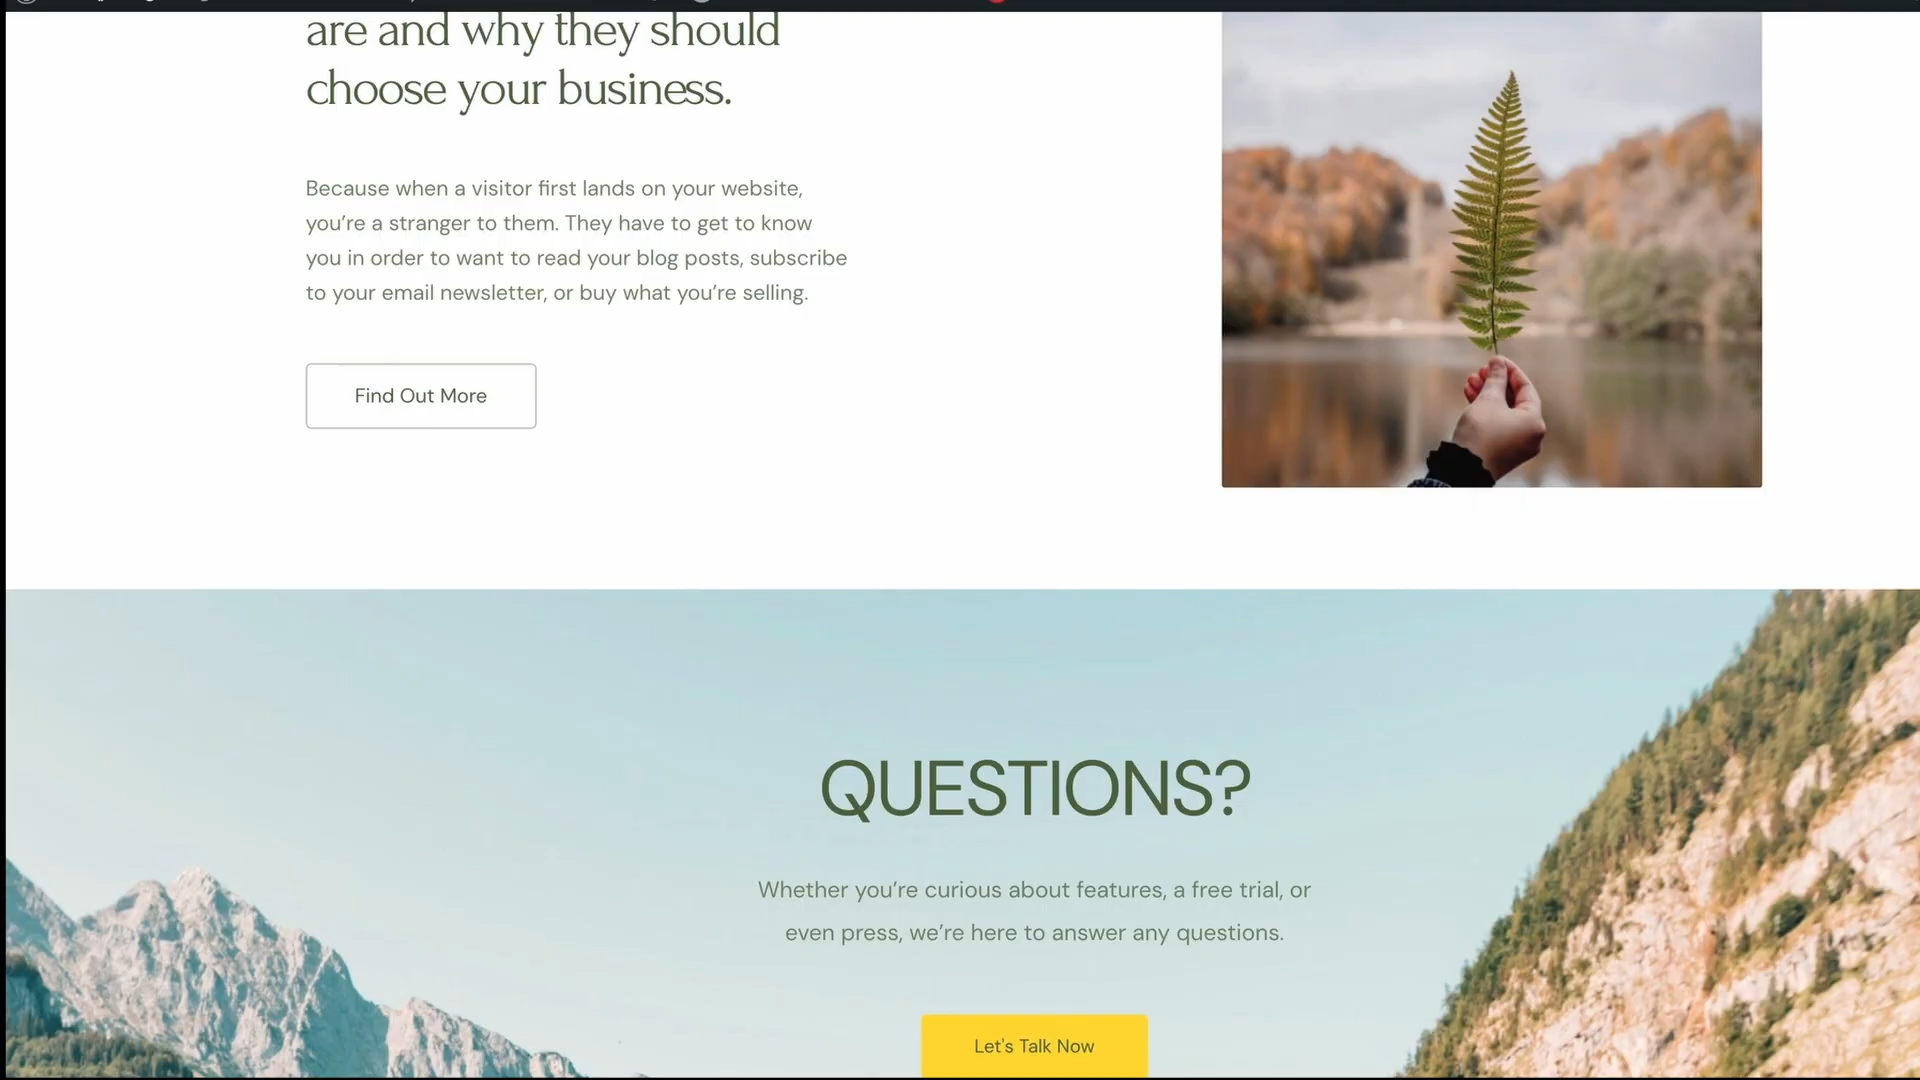 are and why they should
choose your business.
Because when a visitor first lands on your website,
you’re a stranger to them. They have to get to know
you in order to want to read your blog posts, subscribe
to your email newsletter, or buy what you’re selling.
Find Out More
QUESTIONS?
Whether you’re curious about features, a free trial, or
even press, we’re here to answer any questions.
Let's Talk Now